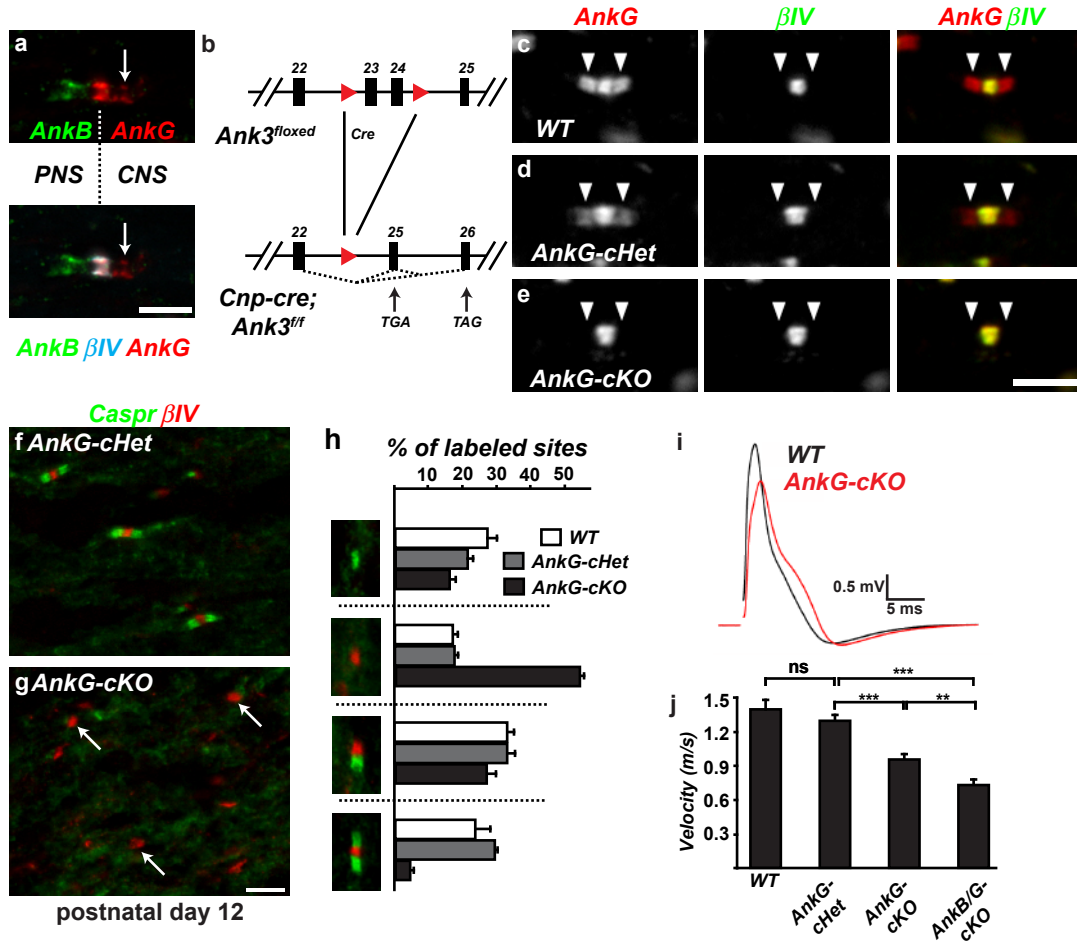 a
AnkB AnkG
PNS CNS
AnkB βIV AnkG
b
22 23 24 25
Ank3floxed
Cre
22 25 26
Cnp-cre;
Ank3f/f
TGA TAG
AnkG βIV AnkG βIV
c
WT
d
AnkG-cHet
e
AnkG-cKO
Caspr βIV
f AnkG-cHet
g AnkG-cKO
postnatal day 12
h
% of labeled sites
10 20 30 40 50
WT
AnkG-cHet
AnkG-cKO
i
WT
AnkG-cKO
0.5 mV
5 ms
j
ns ***
*** **
Velocity (m/s)
1.5
1.2
0.9
0.6
0.3
WT
AnkG-
cHet
AnkG-
cKO
AnkB/G-
cKO